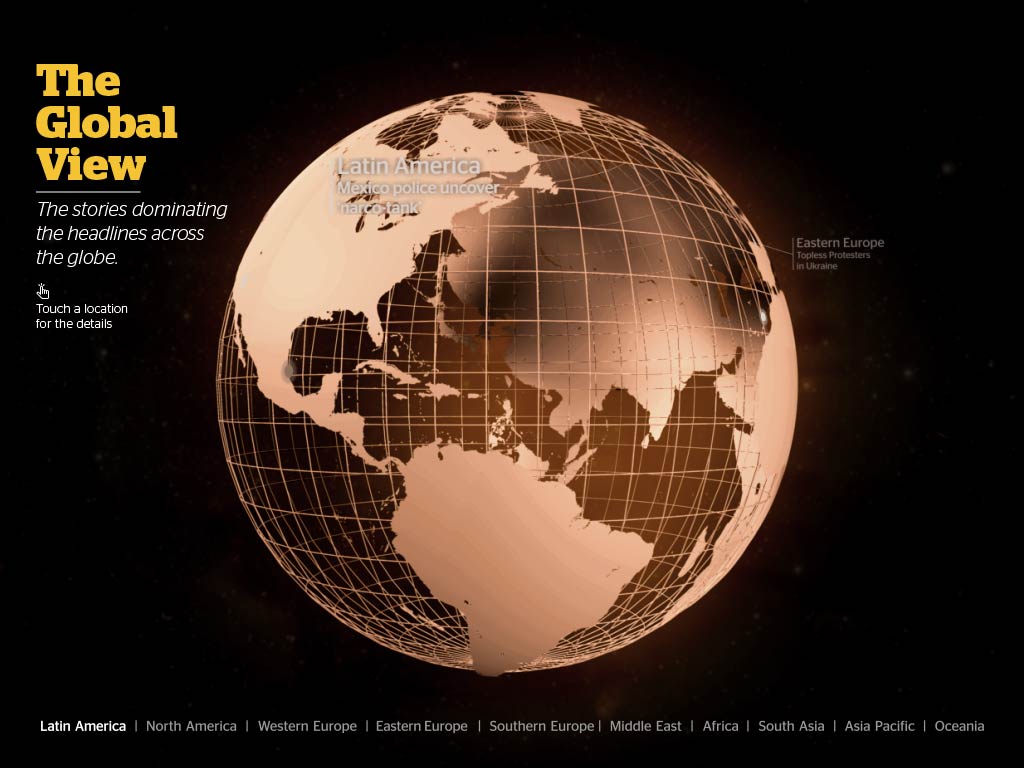 The
Global
View
The stories dominating
the headlines across
the globe.
Touch a location
for the details
Latin America
Mexico police uncover
'narco-tank'
Eastern Europe
Topless Protesters
in Ukraine
Latin America | North America | Western Europe | Eastern Europe | Southern Europe | Middle East | Africa | South Asia | Asia Pacific | Oceania